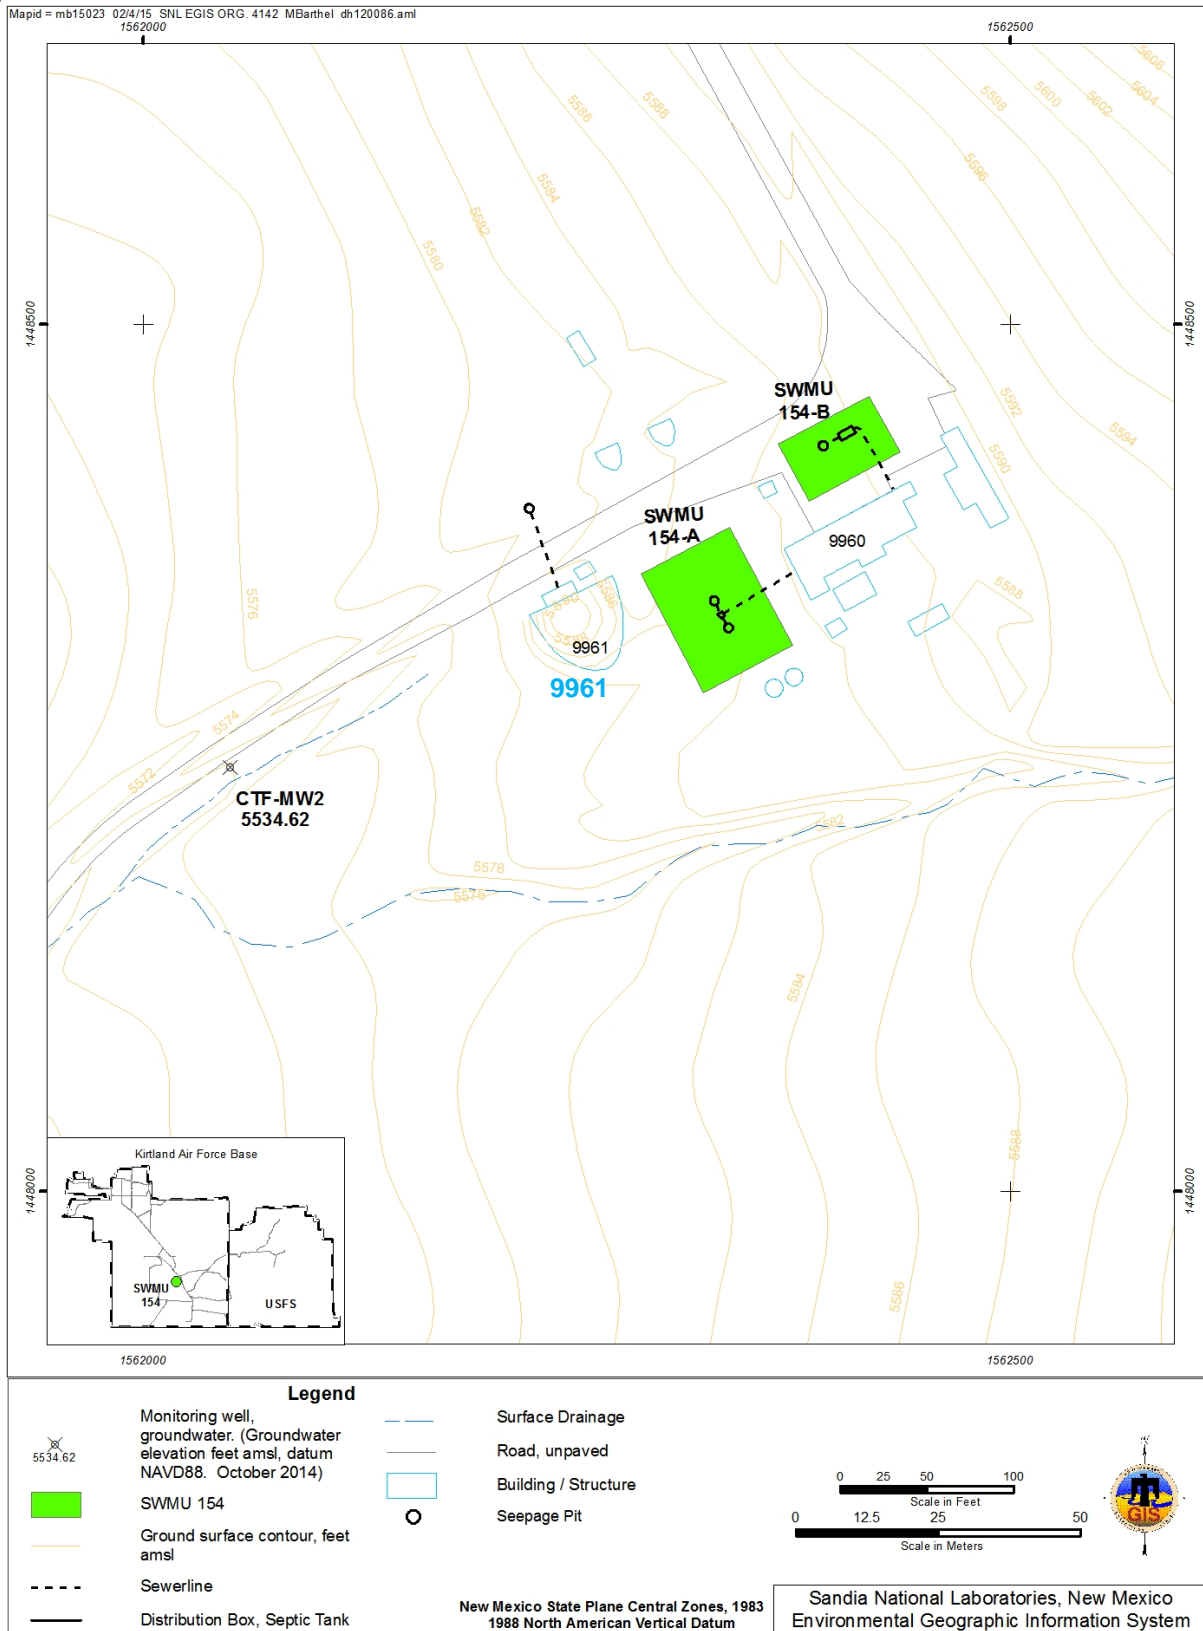 Mapid = mb15023 02/4/15 SNL EGIS ORG. 4142 MBarthel dh120086.aml
1562000
1562500
5606
5604
5602
5600
5598
5596
5588
5586
5584
5582
5580
1448500
1448500
SWMU
154-B
5592
5594
5590
SWMU
154-A
9960
5576
5586
5588
9961
9961
5574
5572
CTF-MW2
5534.62
5582
5578
5576
5584
5588
5586
1448000
1448000
Kirtland Air Force Base
SWMU
154
USFS
1562000
1562500
Legend
Monitoring well,
groundwater. (Groundwater
elevation feet amsl, datum
NAVD88. October 2014)
5534.62
SWMU 154
Ground surface contour, feet
amsl
Sewerline
Distribution Box, Septic Tank
Surface Drainage
Road, unpaved
Building / Structure
Seepage Pit
0 25 50 100
Scale in Feet
0 12.5 25 50
Scale in Meters
GIS
New Mexico State Plane Central Zones, 1983
1988 North American Vertical Datum
Sandia National Laboratories, New Mexico
Environmental Geographic Information System